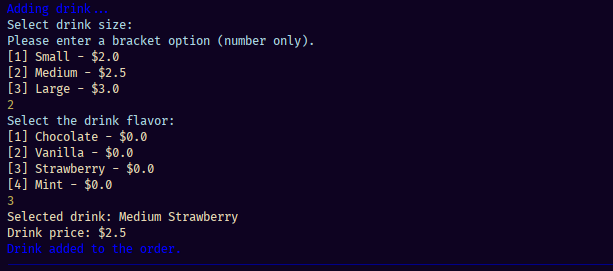 Adding drink...
Select drink size:
Please enter a bracket option (number only).
[1] Small - $2.0
[2] Medium - $2.5
[3] Large - $3.0
2
Select the drink flavor:
[1] Chocolate - $0.0
[2] Vanilla - $0.0
[3] Strawberry - $0.0
[4] Mint - $0.0
3
Selected drink: Medium Strawberry
Drink price: $2.5
Drink added to the order.